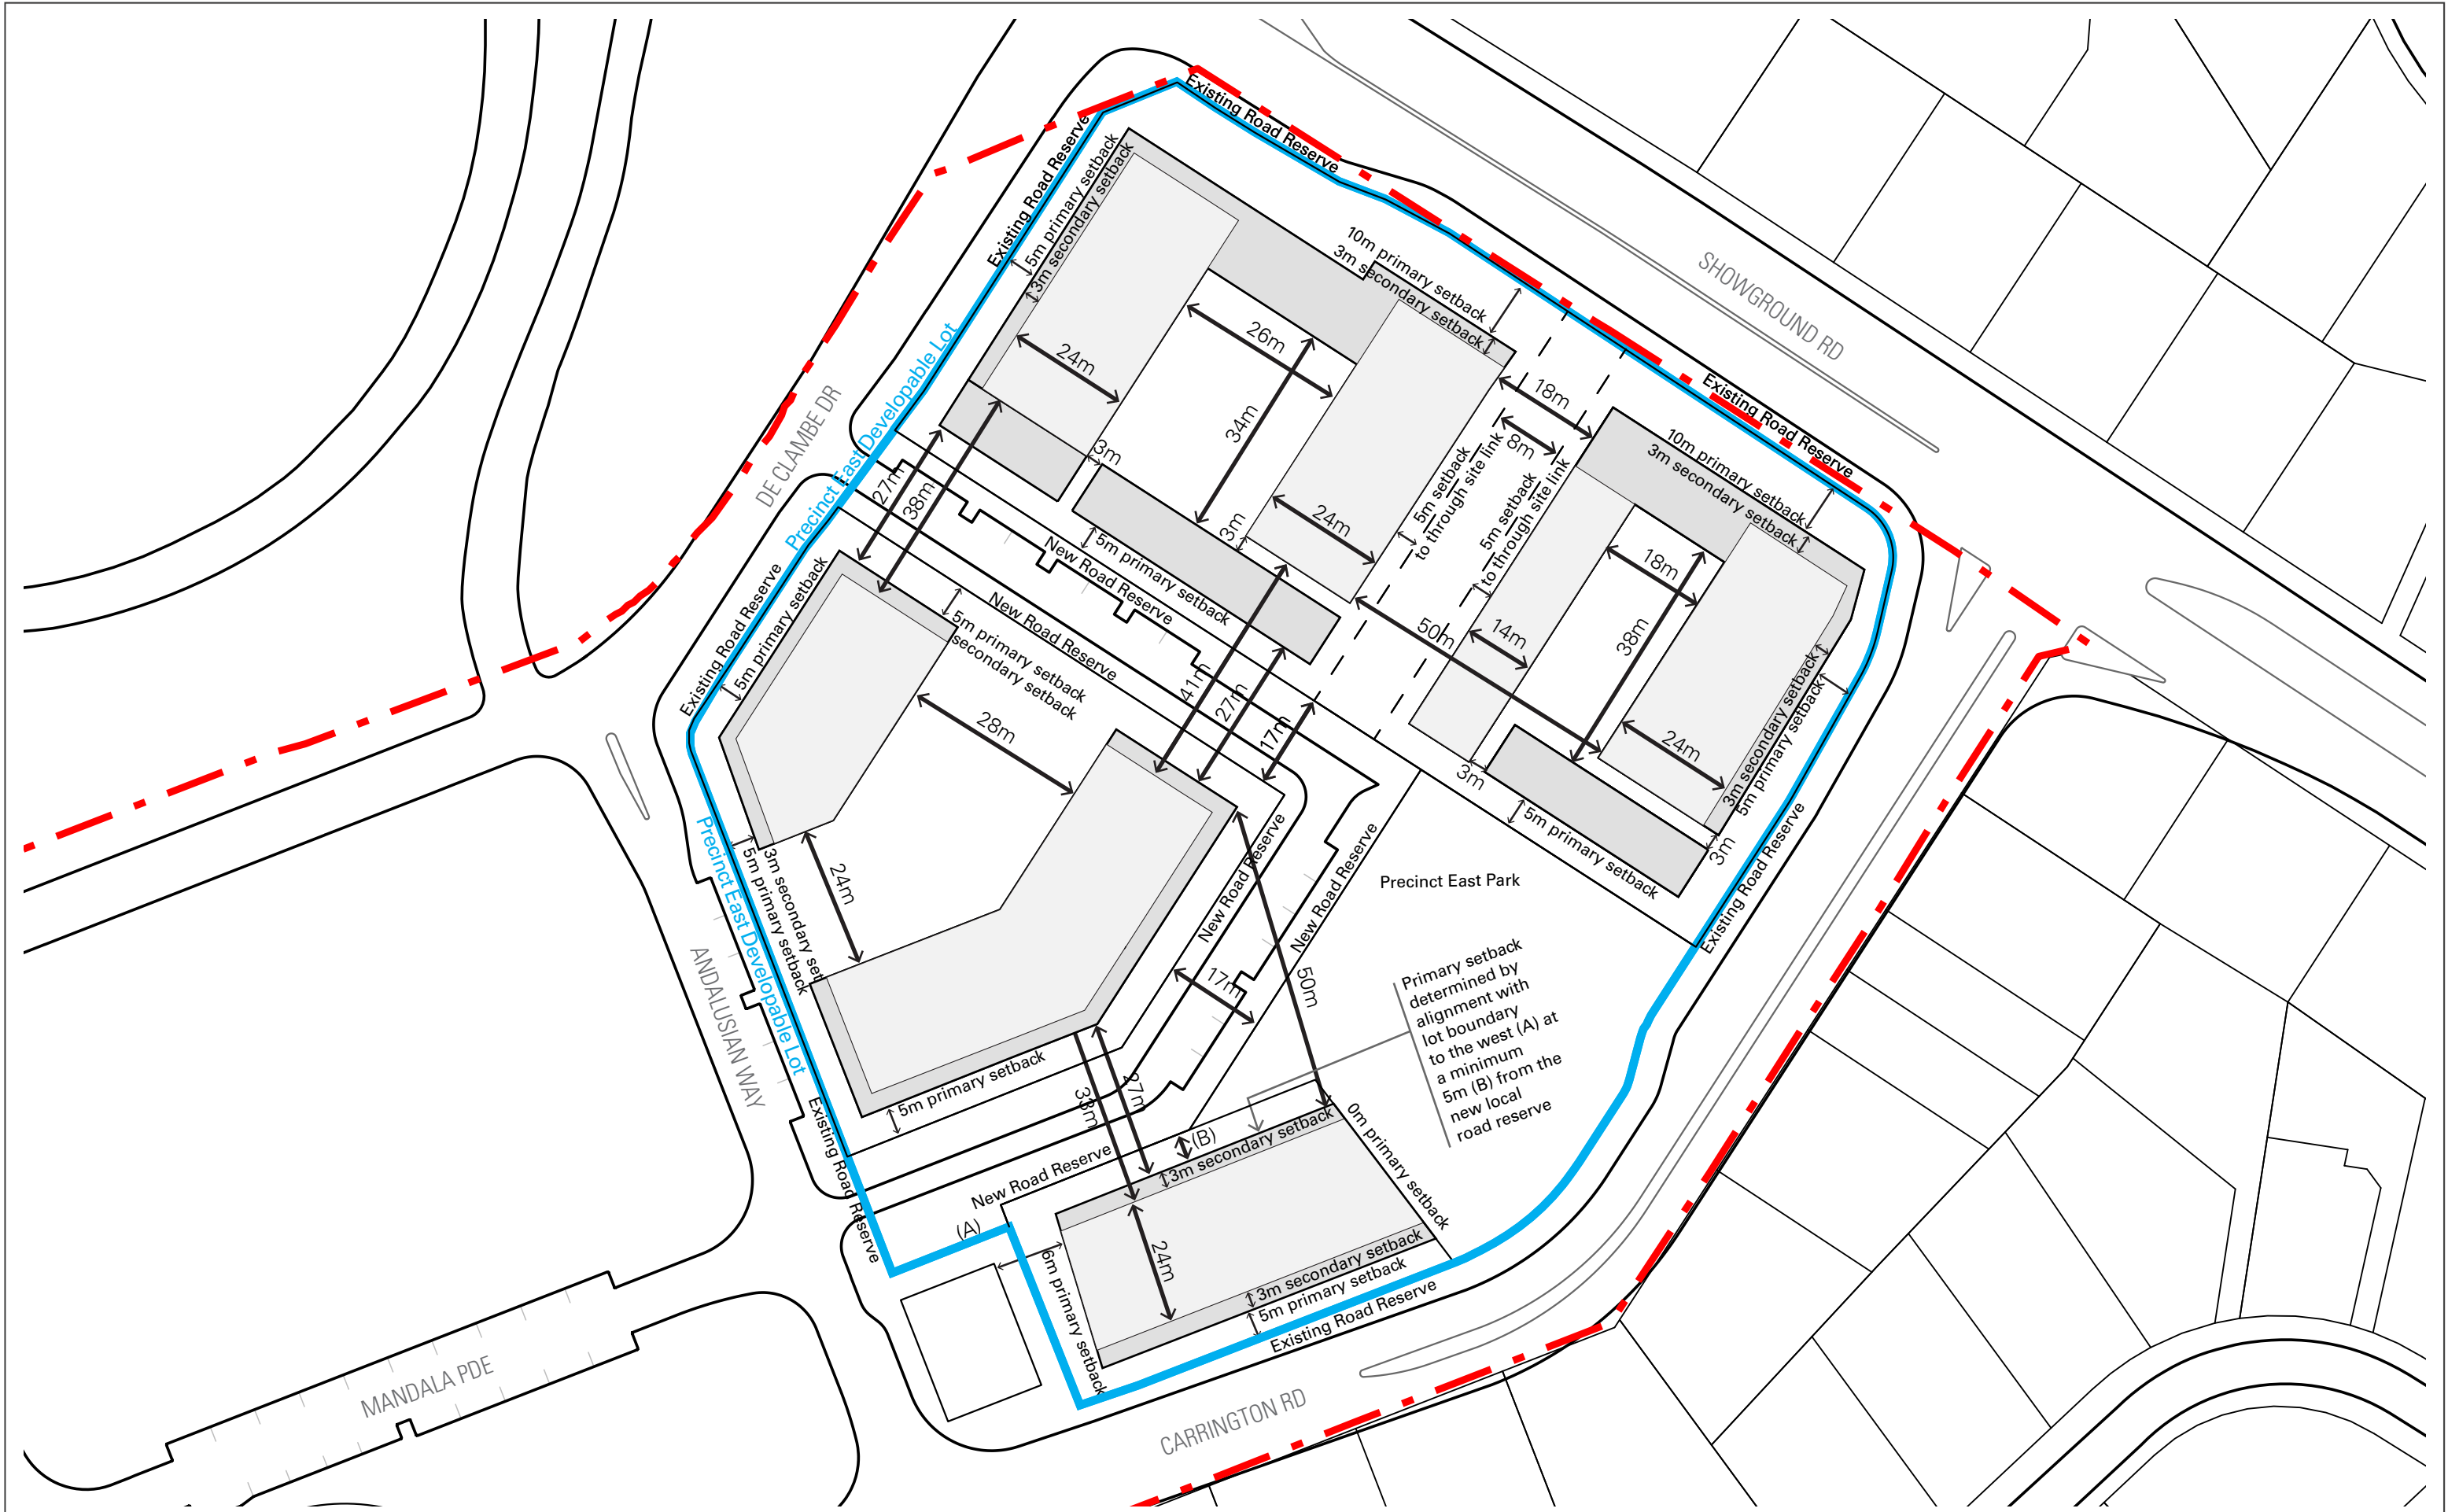 Existing Road Reserve
Existing Road Reserve
5m primary setback
3m secondary setback
10m primary setback
3m secondary setback
SHOWGROUND RD
26m
24m
34m
18m
8m
Existing Road Reserve
10m primary setback
3m secondary setback
DE CLAMBE DR
Precinct East Developable Lot
27m
38m
3m
3m
24m
5m setback
to through site link
5m setback
to through site link
5m primary setback
New Road Reserve
18m
14m
38m
50m
24m
3m secondary setback
5m primary setback
3m
3m
5m primary setback
Existing Road Reserve
Existing Road Reserve
5m primary setback
New Road Reserve
5m primary setback
secondary setback
28m
41m
27m
17m
New Road Reserve
New Road Reserve
Precinct East Park
Precinct East Developable Lot
3m secondary set
5m primary setback
24m
ANDALUSIAN WAY
17m
50m
Primary setback
determined by
alignment with
lot boundary
to the west (A) at
a minimum
5m (B) from the
new local
road reserve
5m primary setback
33m
27m
Existing Road Reserve
New Road Reserve
(A)
(B)
3m secondary setback
0m primary setback
24m
6m primary setback
3m secondary setback
5m primary setback
Existing Road Reserve
MANDALA PDE
CARRINGTON RD